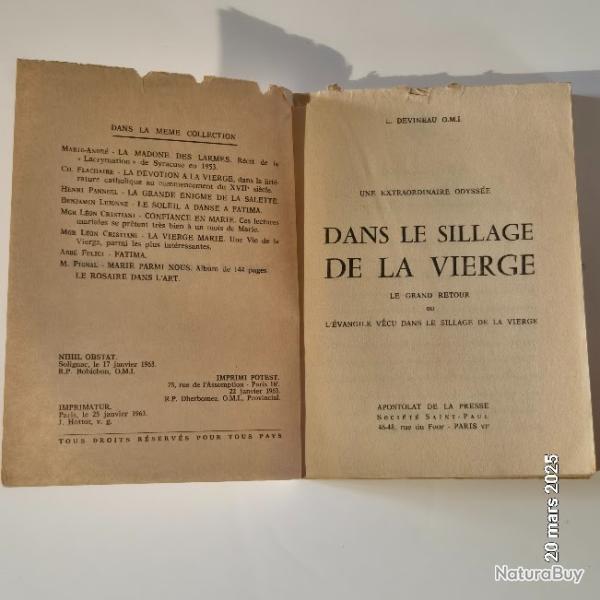 DANS LA MEME COLLECTION
MARIE-ANDRÉ - LA MADONE DES LARMES. Récit de la
« Lacrymation » de Syracuse en 1953.
CH. FLACHAIRE - LA DEVOTION A LA VIERGE, dans la litté-
rature catholique au commencement du XVIIe siècle.
HENRI PANNEEL - LA GRANDE ENIGME DE LA SALETTE.
BENJAMIN LEJONNE - LE SOLEIL A DANSE A FATIMA.
MGR LÉON CRISTIANI - CONFIANCE EN MARIE. Ces lectures
mariales se prêtent très bien à un mois de Marie.
MGR LÉON CRISTIANI - LA VIERGE MARIE. Une Vie de la
Vierge, parmi les plus intéressantes.
ABBÉ FELICI - FATIMA.
M. PIGNAL - MARIE PARMI NOUS. Album de 144 pages.
LE ROSAIRE DANS L'ART.
NIHIL OBSTAT.
Solignac, le 17 janvier 1963.
R.P. Robichon, O.M.I.
IMPRIMI POTEST.
75, rue de l'Assomption - Paris 16e
22 janvier 1963.
R.P. Dherbomez, O.M.I., Provincial.
IMPRIMATUR.
Paris, le 25 janvier 1963.
J. Hottot, v. g.
TOUS DROITS RÉSERVÉS POUR TOUS PAYS
L. DEVINEAU O.M.I.
UNE EXTRAORDINAIRE ODYSSÉE
DANS LE SILLAGE
DE LA VIERGE
LE GRAND RETOUR
OU
L'ÉVANGILE VÉCU DANS LE SILLAGE DE LA VIERGE
APOSTOLAT DE LA PRESSE
SOCIÉTÉ SAINT-PAUL
46-48, rue du Four - PARIS VIe
20 mars 2025
NaturaBuy